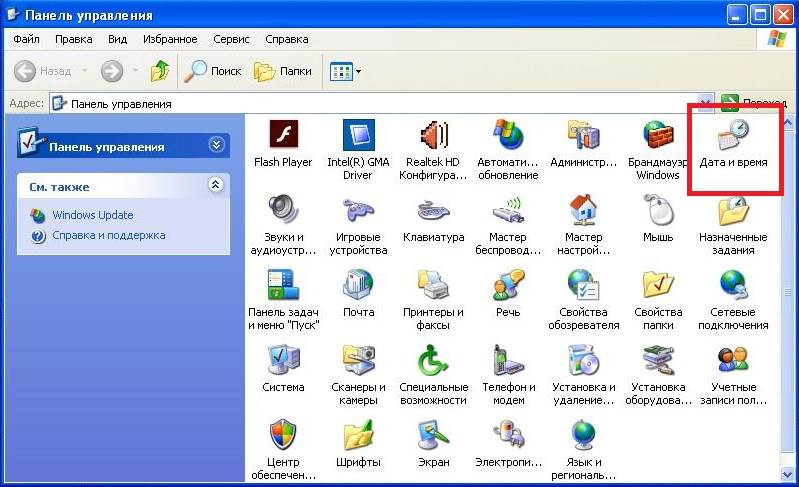 Панель управления
Файл Правка Вид Избранное Сервис Справка
Назад Поиск Папки
Адрес: Панель управления Переход
Панель управления
См. также
Windows Update
Справка и поддержка
Flash Player
Intel(R) GMA
Driver
Realtek HD
Конфигура...
Автомати...
обновление
Администр...
Брандмауэр
Windows
Дата и время
Звуки и
аудиоустр...
Игровые
устройства
Клавиатура
Мастер
беспровод...
Мастер
настрой...
Мышь
Назначенные
задания
Панель задач
и меню "Пуск"
Почта
Принтеры и
факсы
Речь
Свойства
обозревателя
Свойства
папки
Сетевые
подключения
Система
Сканеры и
камеры
Специальные
возможности
Телефон и
модем
Установка и
удаление...
Установка
оборудова...
Учетные
записи пол...
Центр
обеспечен...
Шрифты
Экран
Электропи...
Язык и
региональ...